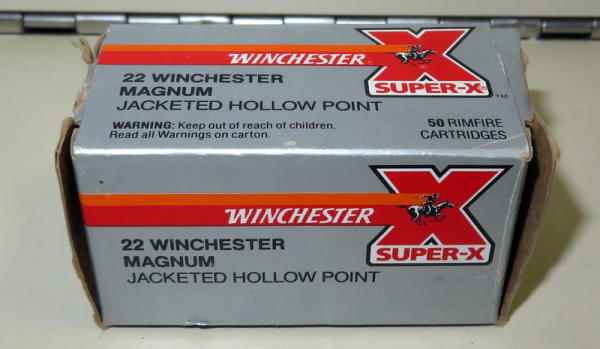 WINCHESTER
X
SUPER-X®
™
22 WINCHESTER
MAGNUM
JACKETED HOLLOW POINT
WARNING: Keep out of reach of children.
Read all Warnings on carton.
50 RIMFIRE
CARTRIDGES
WINCHESTER
X
SUPER-X
22 WINCHESTER
MAGNUM
JACKETED HOLLOW POINT